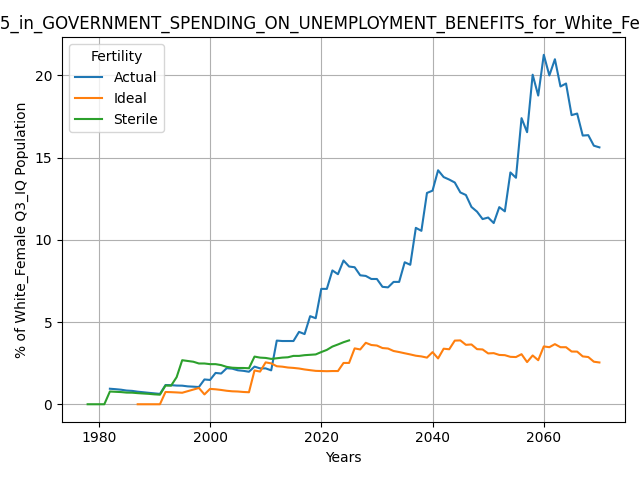 5_in_GOVERNMENT_SPENDING_ON_UNEMPLOYMENT_BENEFITS_for_White_Fe
Fertility
Actual
Ideal
Sterile
% of White_Female Q3_IQ Population
20
15
10
5
0
1980 2000 2020 2040 2060
Years